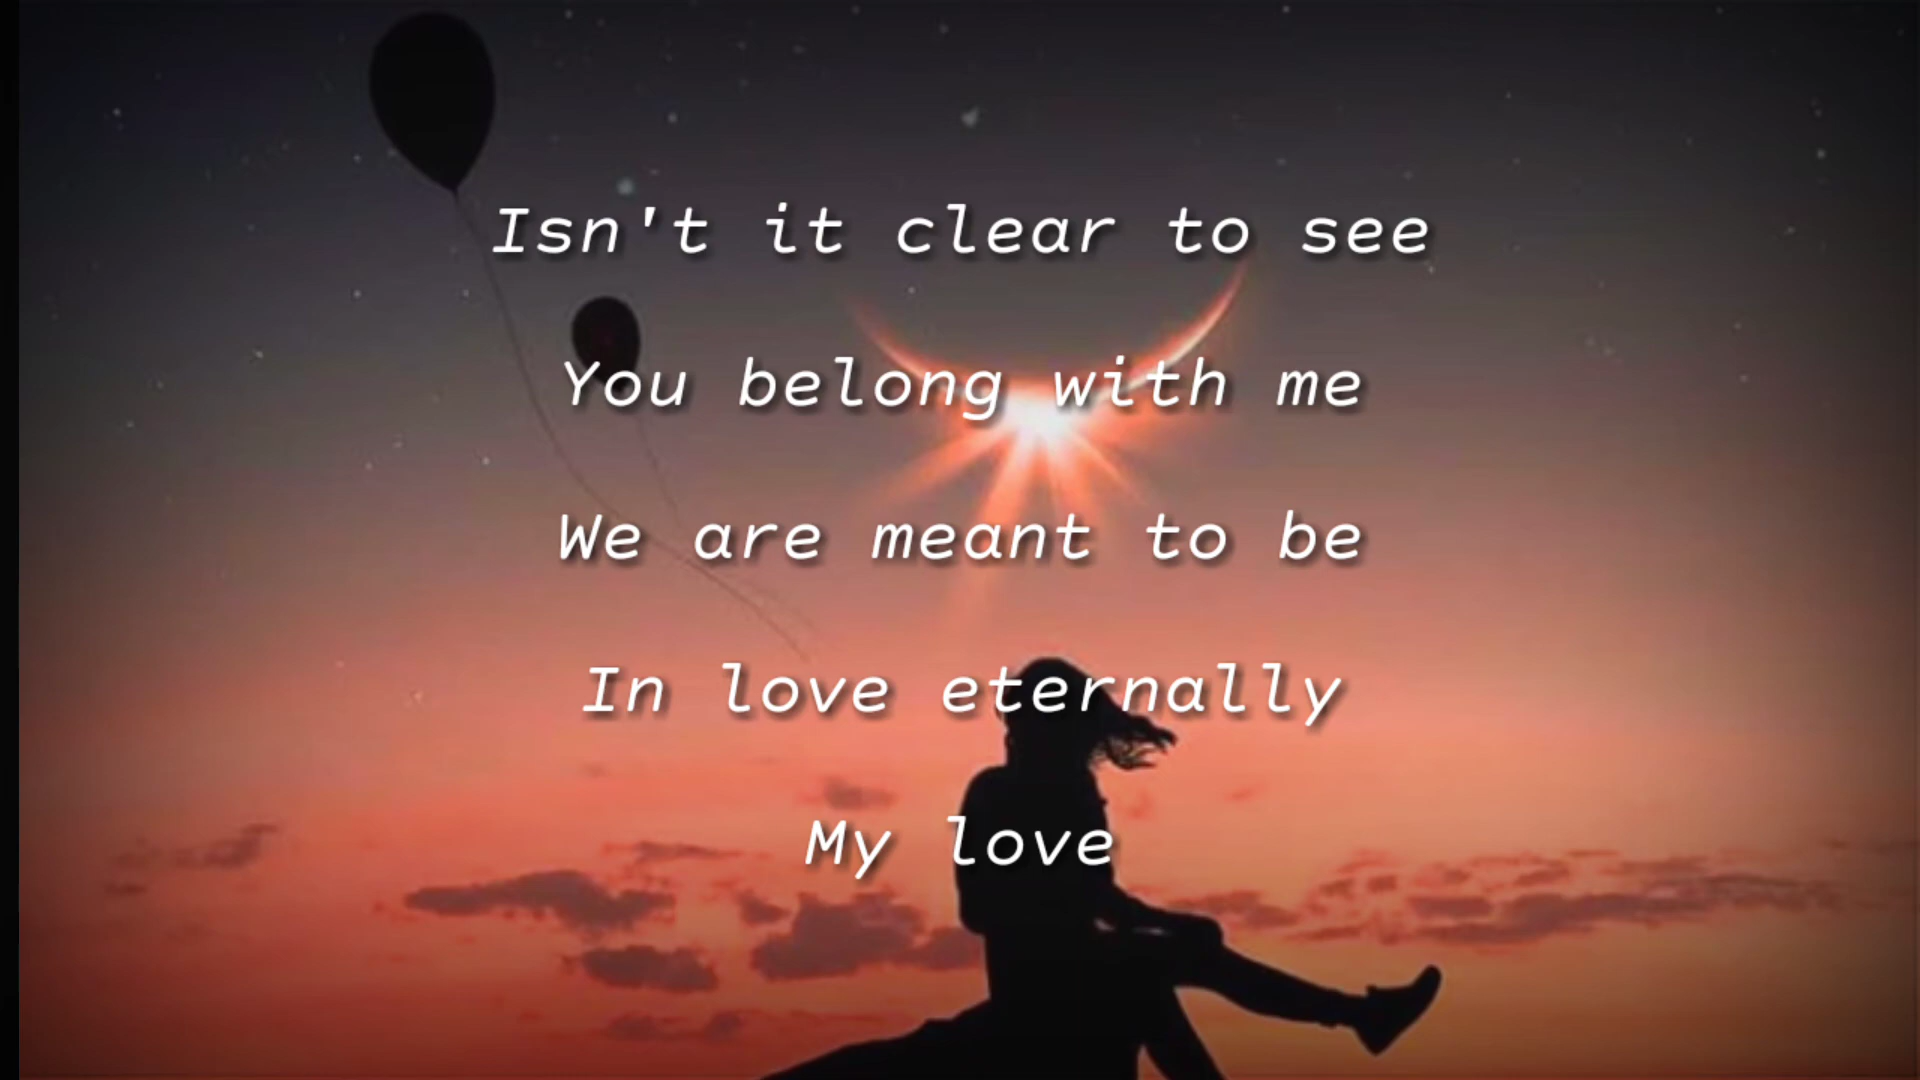 Isn't it clear to see
You belong with me
We are meant to be
In love eternally
My love